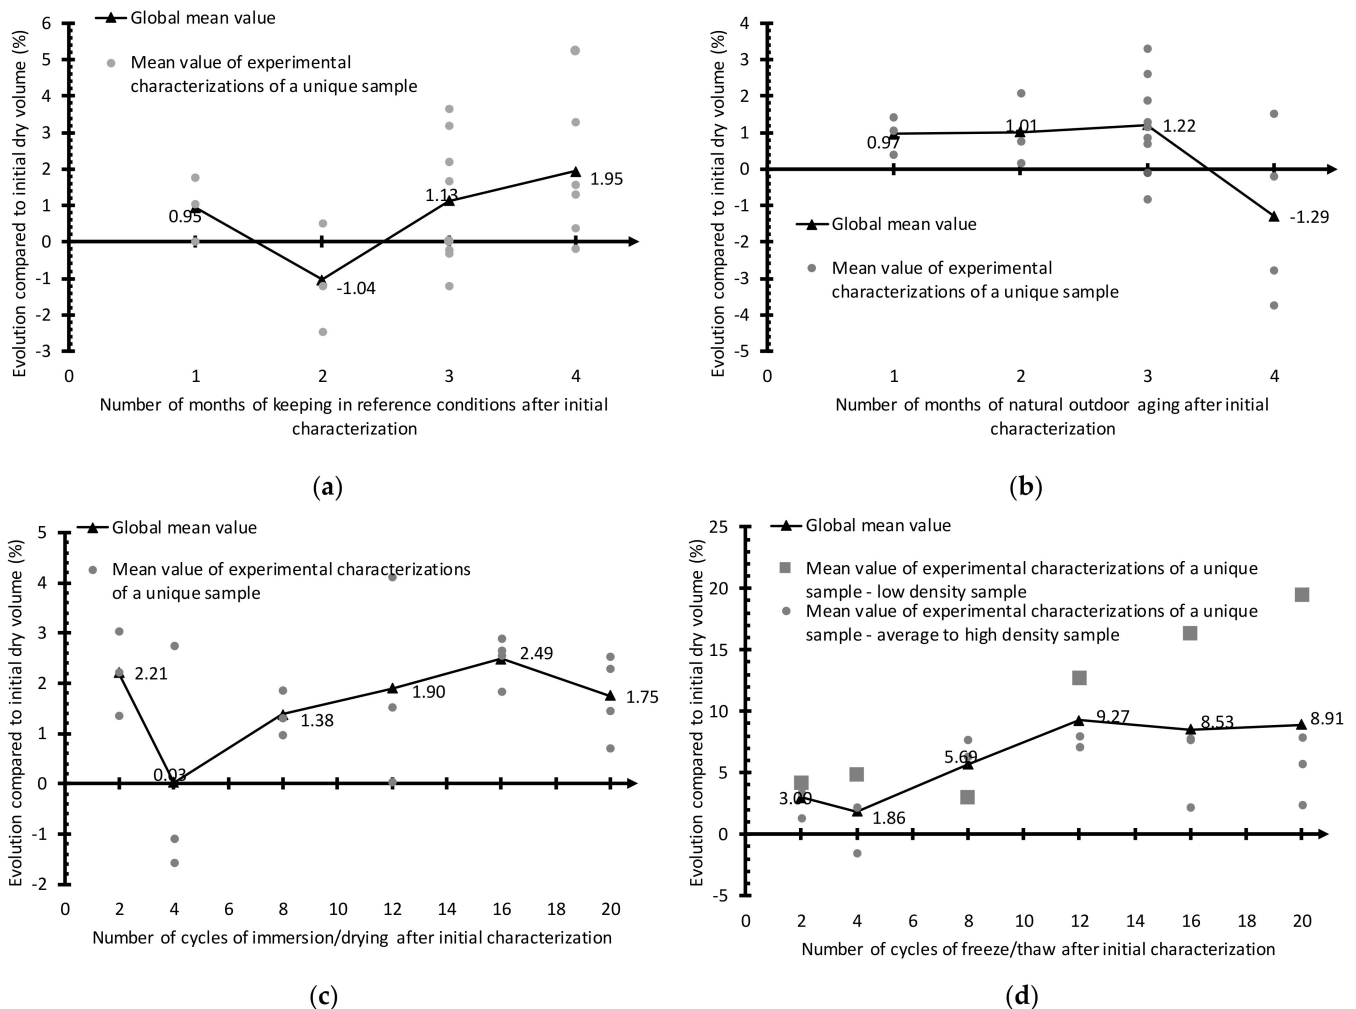 Evolution compared to initial dry volume (%)
6
5
4
3
2
1
0
-1
-2
-3
Global mean value
Mean value of experimental
characterizations of a unique sample
0.95
-1.04
1.13
1.95
0 1 2 3 4
Number of months of keeping in reference conditions after initial
characterization
(a)
Evolution compared to initial dry volume (%)
4
3
2
1
0
-1
-2
-3
-4
-5
0.97
1.01
1.22
-1.29
Global mean value
Mean value of experimental
characterizations of a unique sample
0 1 2 3 4
Number of months of natural outdoor aging after initial
characterization
(b)
Evolution compared to initial dry volume (%)
5
4
3
2
1
0
-1
-2
Global mean value
Mean value of experimental characterizations
of a unique sample
2.21
0.03
1.38
1.90
2.49
1.75
0 2 4 6 8 10 12 14 16 18 20
Number of cycles of immersion/drying after initial characterization
(c)
Evolution compared to initial dry volume (%)
25
20
15
10
5
0
-5
Global mean value
Mean value of experimental characterizations of a unique
sample - low density sample
Mean value of experimental characterizations of a unique
sample - average to high density sample
3.00
1.86
5.69
9.27
8.53
8.91
0 2 4 6 8 10 12 14 16 18 20
Number of cycles of freeze/thaw after initial characterization
(d)